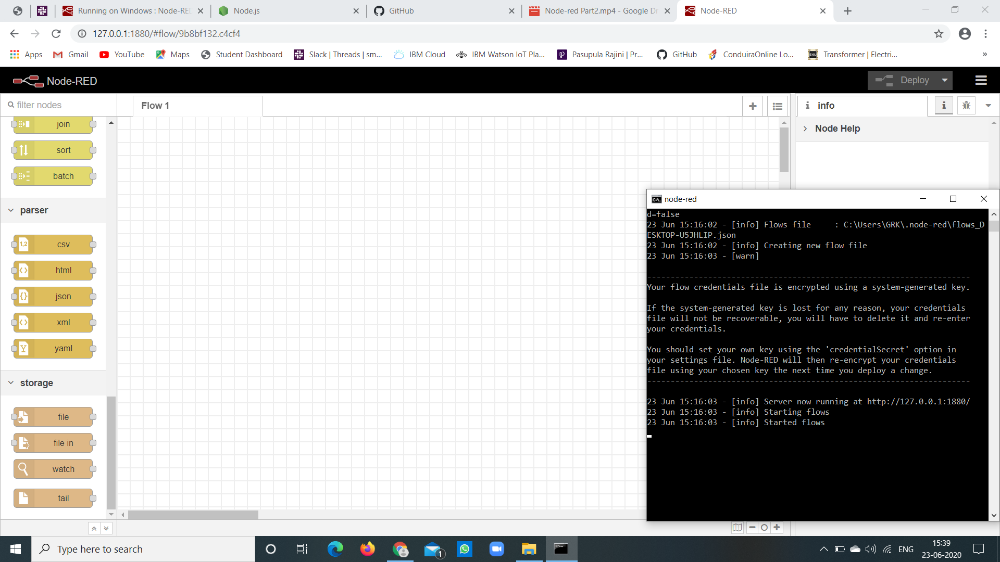 Running on Windows : Node-RED
Node.js
GitHub
Node-red Part2.mp4 - Google Dr
Node-RED
127.0.0.1:1880/#flow/9b8bf132.c4cf4
Apps
Gmail
YouTube
Maps
Student Dashboard
Slack | Threads | sm...
IBM Cloud
IBM Watson IoT Pla...
Pasupula Rajini | Pr...
GitHub
ConduiraOnline Lo...
Transformer | Electri...
»
Node-RED
Deploy
filter nodes
Flow 1
i info
i
Node Help
join
sort
batch
parser
1,2 csv
html
json
xml
Y yaml
storage
file
file in
watch
tail
node-red
d=false
23 Jun 15:16:02 - [info] Flows file     : C:\Users\GRK\.node-red\flows_D
ESKTOP-U5JHLIP.json
23 Jun 15:16:02 - [info] Creating new flow file
23 Jun 15:16:03 - [warn]
---------------------------------------------------------------------
Your flow credentials file is encrypted using a system-generated key.
If the system-generated key is lost for any reason, your credentials
file will not be recoverable, you will have to delete it and re-enter
your credentials.
You should set your own key using the 'credentialSecret' option in
your settings file. Node-RED will then re-encrypt your credentials
file using your chosen key the next time you deploy a change.
---------------------------------------------------------------------
23 Jun 15:16:03 - [info] Server now running at http://127.0.0.1:1880/
23 Jun 15:16:03 - [info] Starting flows
23 Jun 15:16:03 - [info] Started flows
Type here to search
1
ENG
15:39
23-06-2020